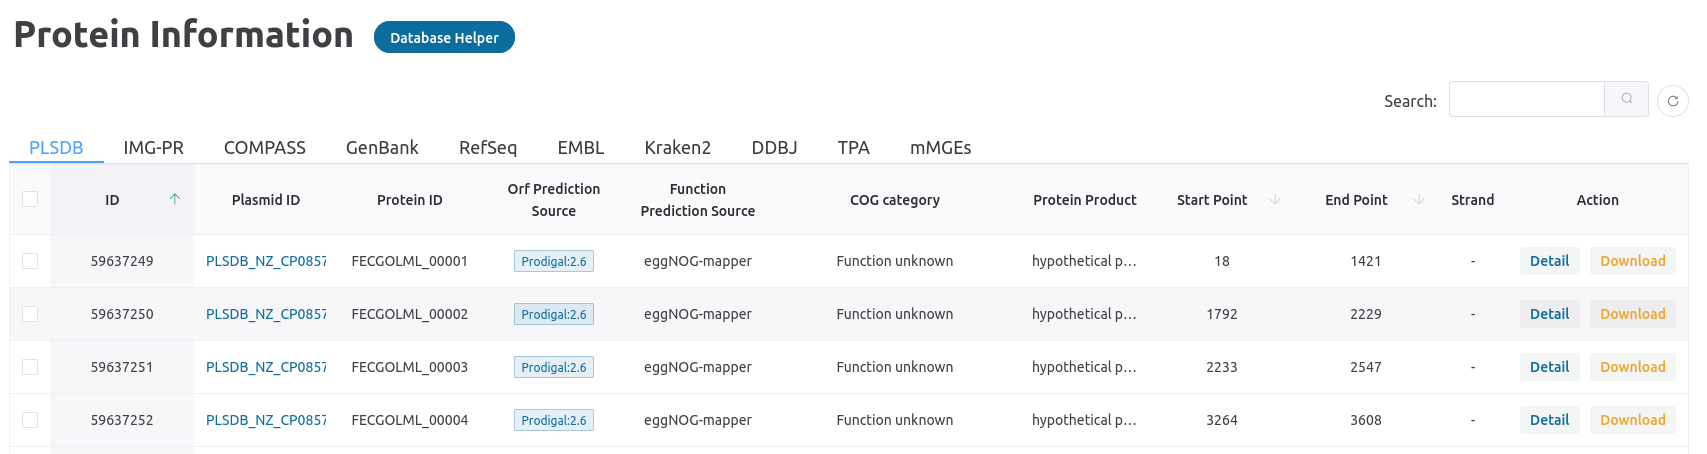 Protein Information Database Helper
Search:
PLSDB IMG-PR COMPASS GenBank RefSeq EMBL Kraken2 DDBJ TPA mMGEs
ID Plasmid ID Protein ID Orf Prediction Source Function Prediction Source COG category Protein Product Start Point End Point Strand Action
59637249 PLSDB_NZ_CP0857 FECGOLML_00001 Prodigal:2.6 eggNOG-mapper Function unknown hypothetical p... 18 1421 - Detail Download
59637250 PLSDB_NZ_CP0857 FECGOLML_00002 Prodigal:2.6 eggNOG-mapper Function unknown hypothetical p... 1792 2229 - Detail Download
59637251 PLSDB_NZ_CP0857 FECGOLML_00003 Prodigal:2.6 eggNOG-mapper Function unknown hypothetical p... 2233 2547 - Detail Download
59637252 PLSDB_NZ_CP0857 FECGOLML_00004 Prodigal:2.6 eggNOG-mapper Function unknown hypothetical p... 3264 3608 - Detail Download